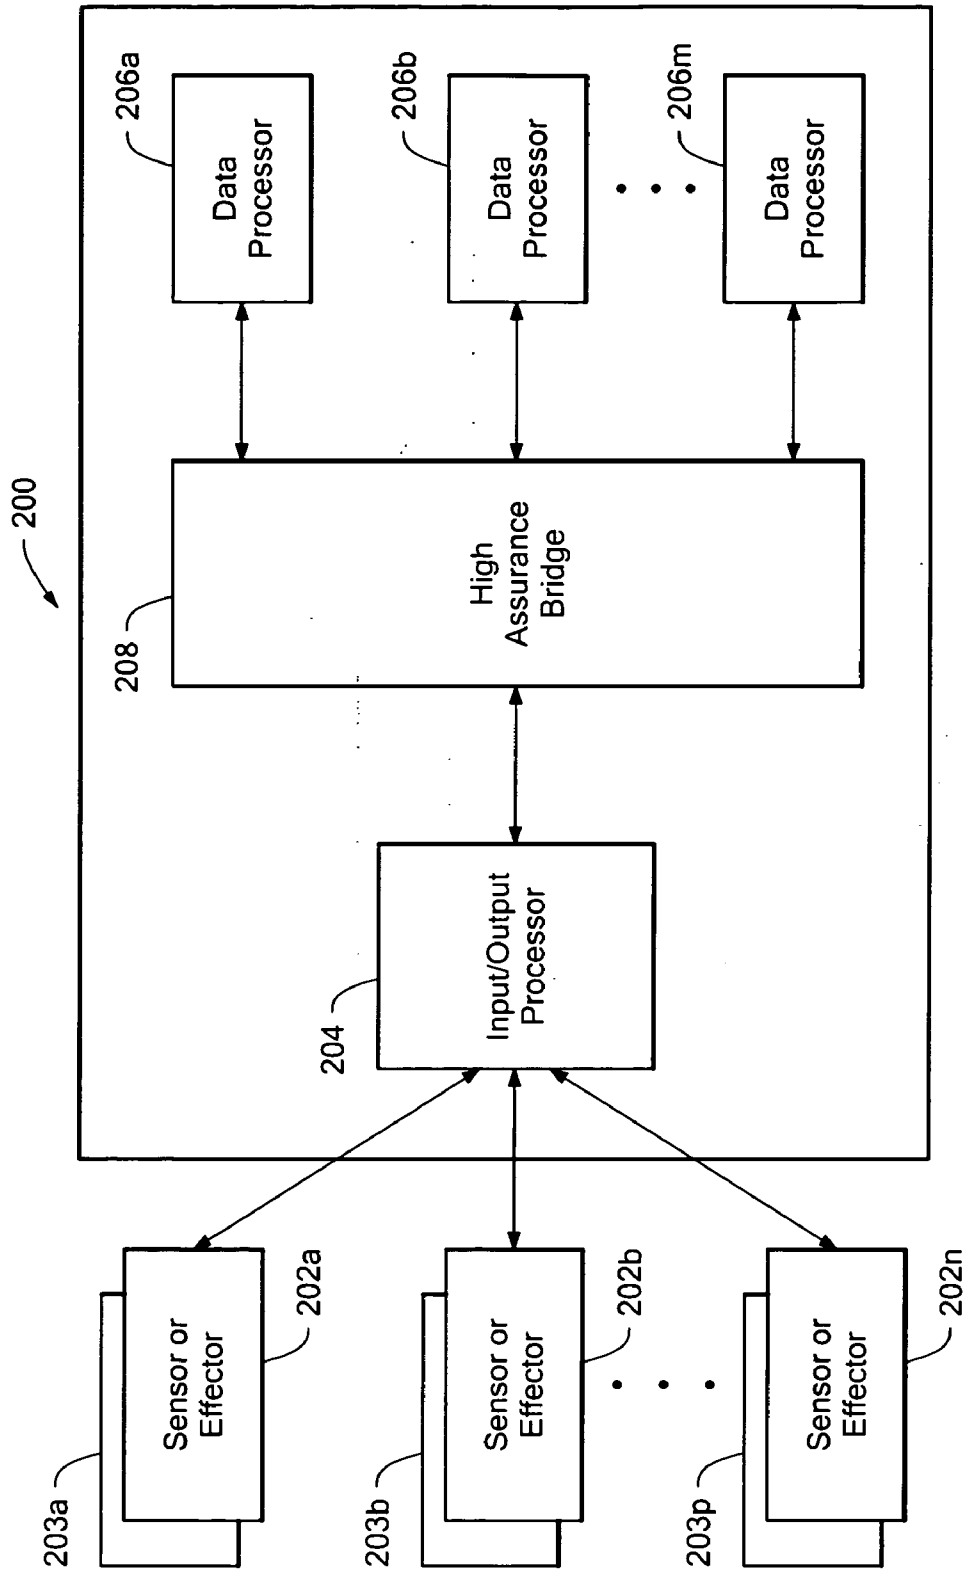 200
203a
Sensor or
Effector
202a
203b
Sensor or
Effector
202b
203p
Sensor or
Effector
202n
204
Input/Output
Processor
208
High
Assurance
Bridge
206a
Data
Processor
206b
Data
Processor
206m
Data
Processor